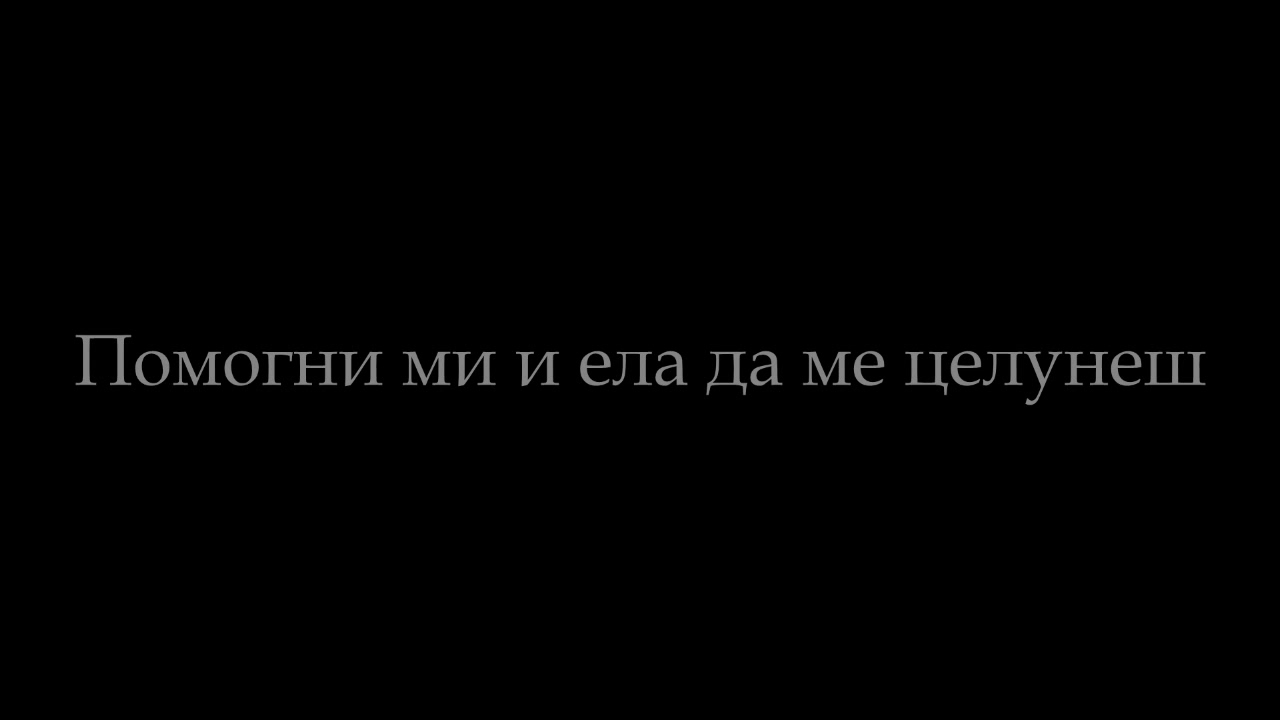 Помогни ми и ела да ме целунеш